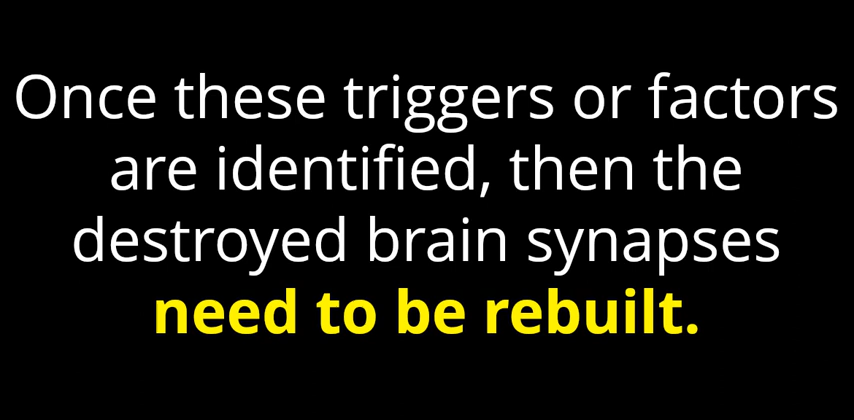 Once these triggers or factors
are identified, then the
destroyed brain synapses
need to be rebuilt.